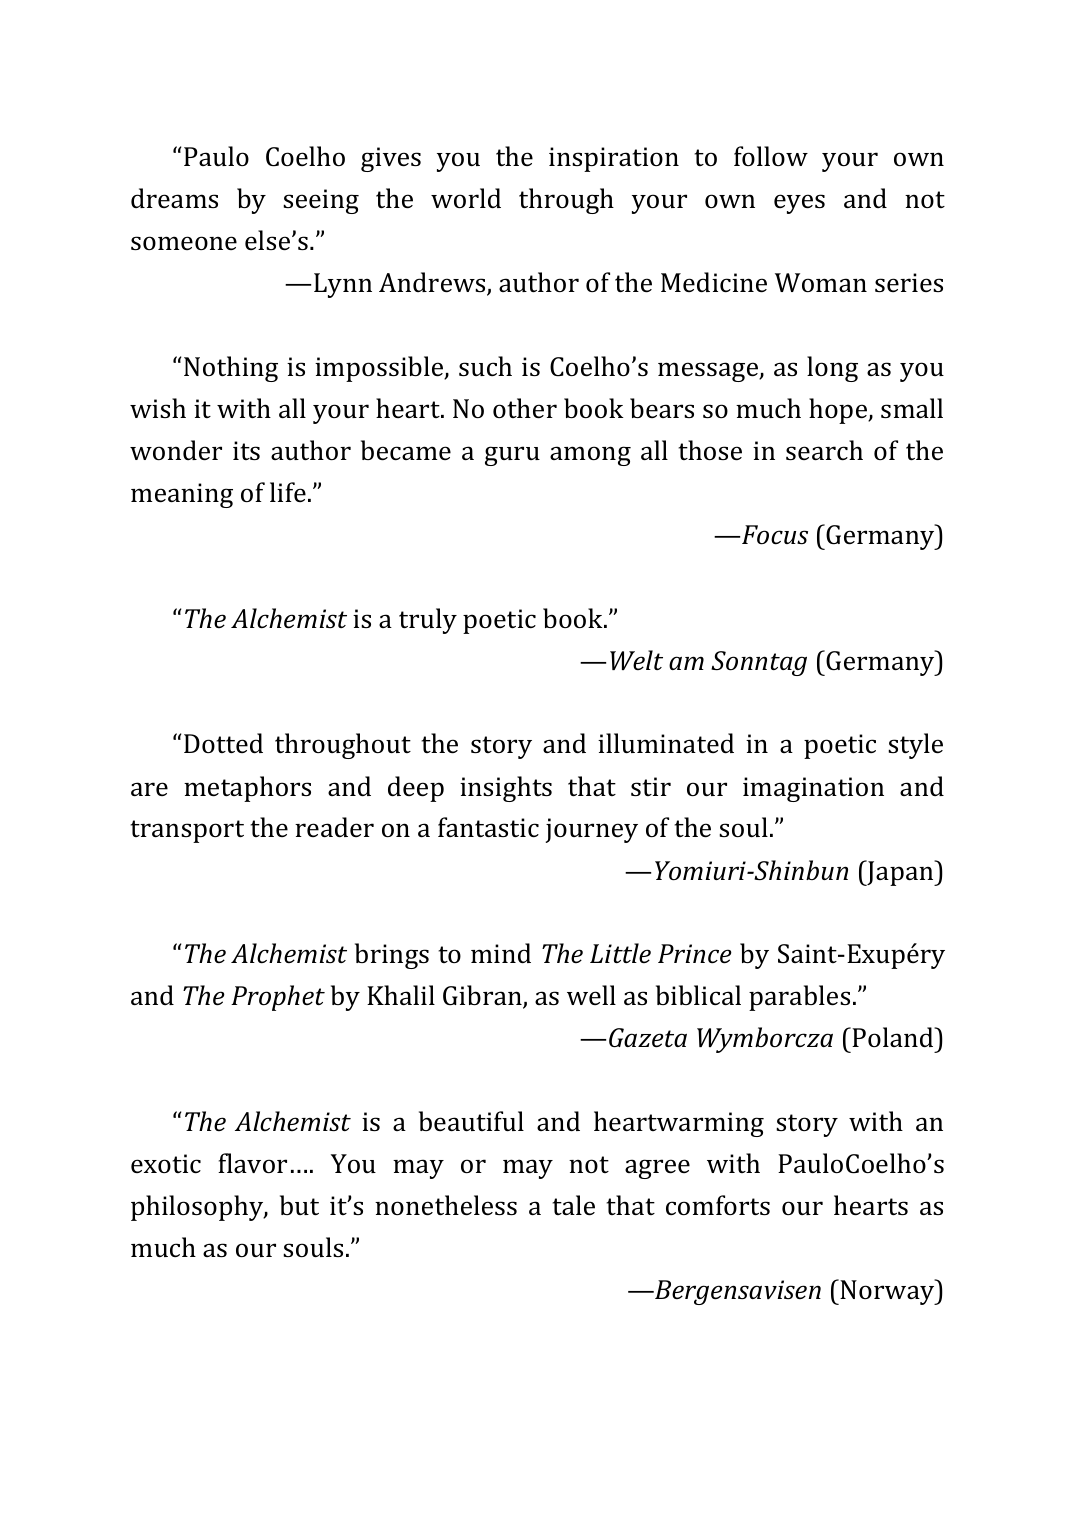 “Paulo Coelho gives you the inspiration to follow your own
dreams by seeing the world through your own eyes and not
someone else’s.”
—Lynn Andrews, author of the Medicine Woman series
“Nothing is impossible, such is Coelho’s message, as long as you
wish it with all your heart. No other book bears so much hope, small
wonder its author became a guru among all those in search of the
meaning of life.”
—Focus (Germany)
“The Alchemist is a truly poetic book.”
—Welt am Sonntag (Germany)
“Dotted throughout the story and illuminated in a poetic style
are metaphors and deep insights that stir our imagination and
transport the reader on a fantastic journey of the soul.”
—Yomiuri-Shinbun (Japan)
“The Alchemist brings to mind The Little Prince by Saint-Exupéry
and The Prophet by Khalil Gibran, as well as biblical parables.”
—Gazeta Wymborcza (Poland)
“The Alchemist is a beautiful and heartwarming story with an
exotic flavor…. You may or may not agree with PauloCoelho’s
philosophy, but it’s nonetheless a tale that comforts our hearts as
much as our souls.”
—Bergensavisen (Norway)